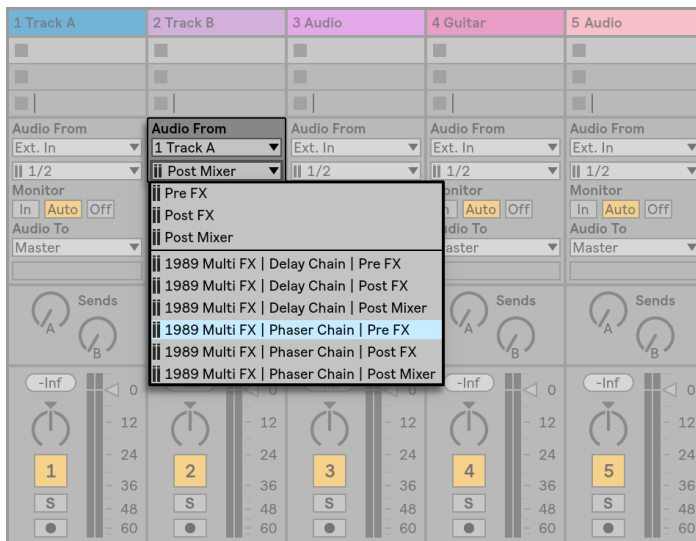 1 Track A 2 Track B 3 Audio 4 Guitar 5 Audio
Audio From Audio From Audio From Audio From Audio From
Ext. In 1 Track A Ext. In Ext. In Ext. In
1/2 Post Mixer 1/2 1/2 1/2
Monitor Pre FX onitor Monitor
In Auto Off Post FX Auto Off In Auto Off
Audio To Post Mixer dio To Audio To
Master aster Master
1989 Multi FX | Delay Chain | Pre FX
1989 Multi FX | Delay Chain | Post FX
Sends 1989 Multi FX | Delay Chain | Post Mixer Sends Sends
A 1989 Multi FX | Phaser Chain | Pre FX A A
B 1989 Multi FX | Phaser Chain | Post FX B B
1989 Multi FX | Phaser Chain | Post Mixer
-Inf 0 0 0 -Inf 0 -Inf 0
12 12 12 12 12
24 24 24 24 24
1 2 3 4 5
36 36 36 36 36
S S S S S
48 48 48 48 48
60 60 60 60 60